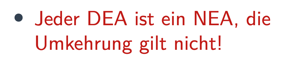 • Jeder DEA ist ein NEA, die
Umkehrung gilt nicht!